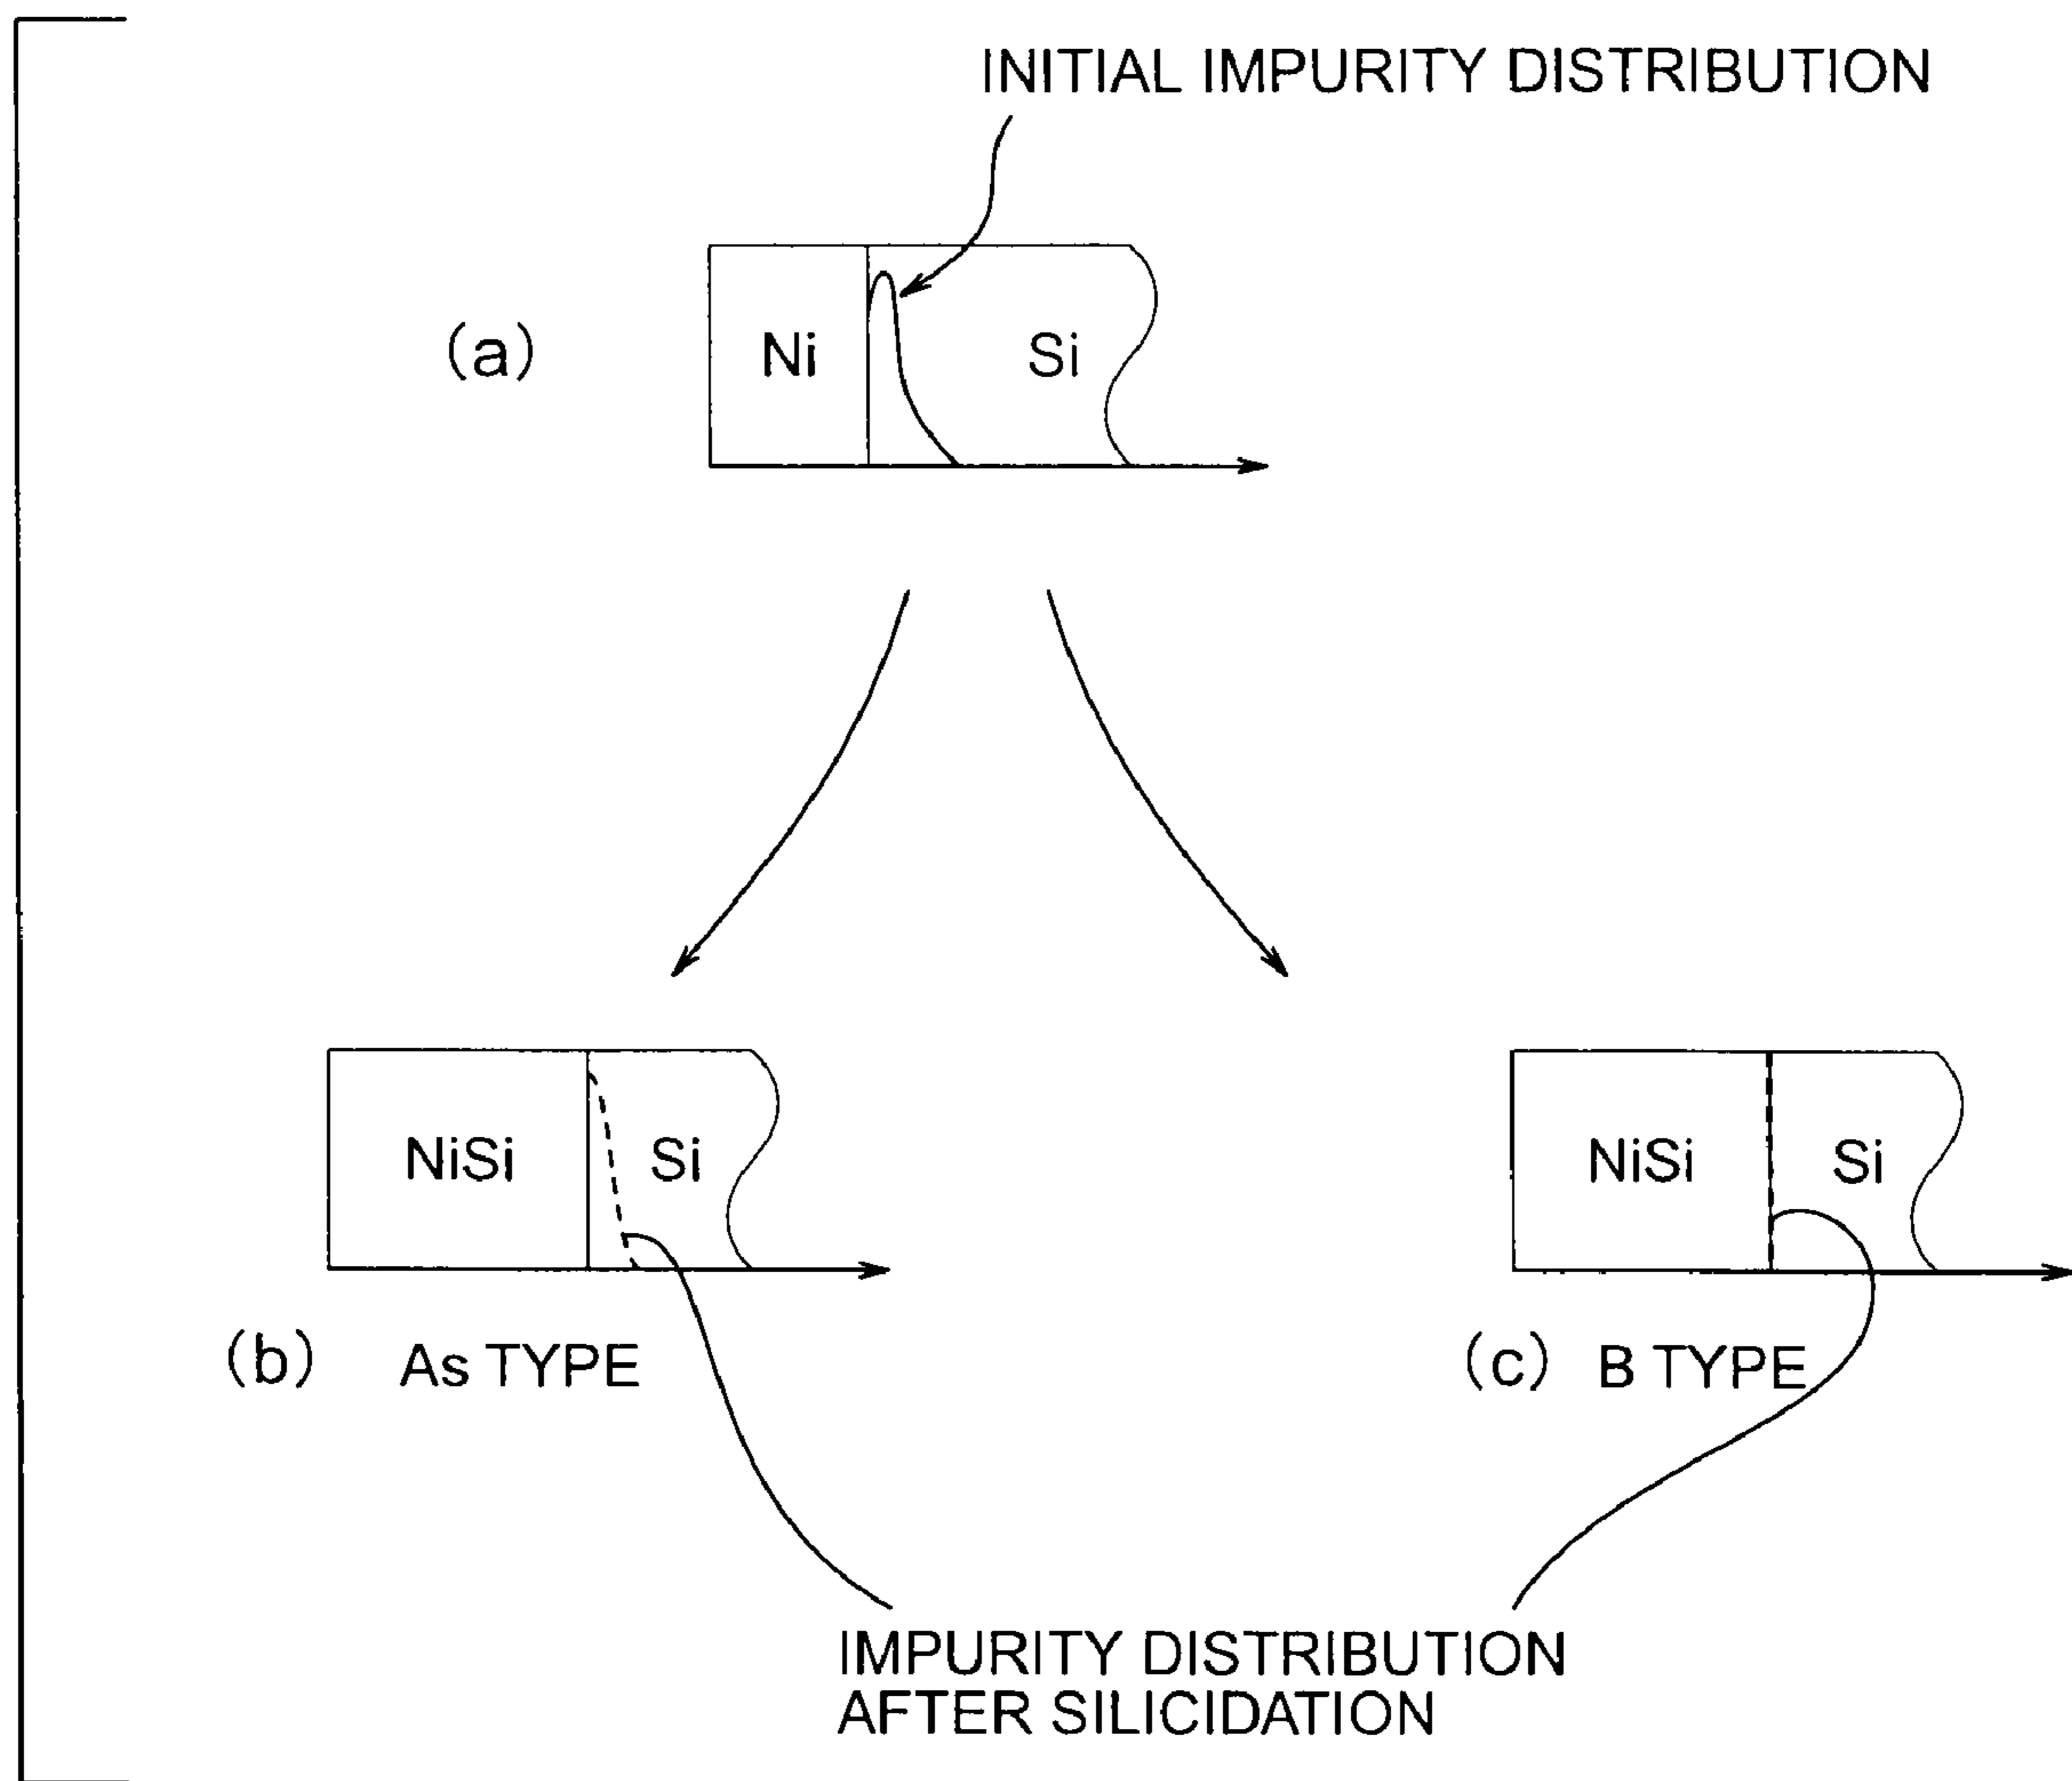 INITIAL IMPURITY DISTRIBUTION
(a)
Ni
Si
NiSi
Si
NiSi
Si
(b) As TYPE
(c) B TYPE
IMPURITY DISTRIBUTION
AFTER SILICIDATION